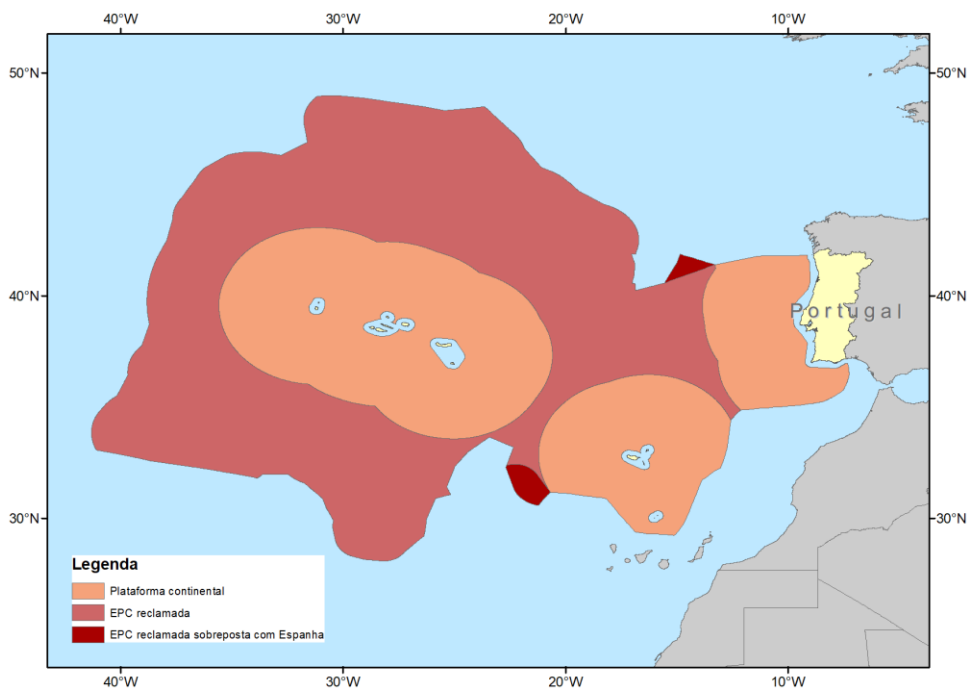 40°W 30°W 20°W 10°W
50°N 50°N
40°N 40°N
Portugal
30°N 30°N
Legenda
Plataforma continental
EPC reclamada
EPC reclamada sobreposta com Espanha
40°W 30°W 20°W 10°W